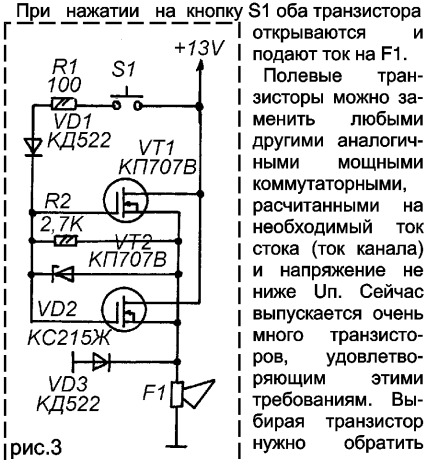 При нажатии на кнопку S1 оба транзистора
открываются и
подают ток на F1.
Полевые тран-
зисторы можно за-
менить любыми
другими аналогич-
ными мощными
коммутаторными,
расчитанными на
необходимый ток
стока (ток канала)
и напряжение не
ниже Uп. Сейчас
выпускается очень
много транзисто-
ров, удовлетво-
ряющим этими
требованиям. Вы-
бирая транзистор
нужно обратить
+13V
R1
100
S1
VD1
КД522
VT1
КП707В
R2
2,7K
VT2
КП707В
VD2
КС215Ж
VD3
КД522
F1
рис.3